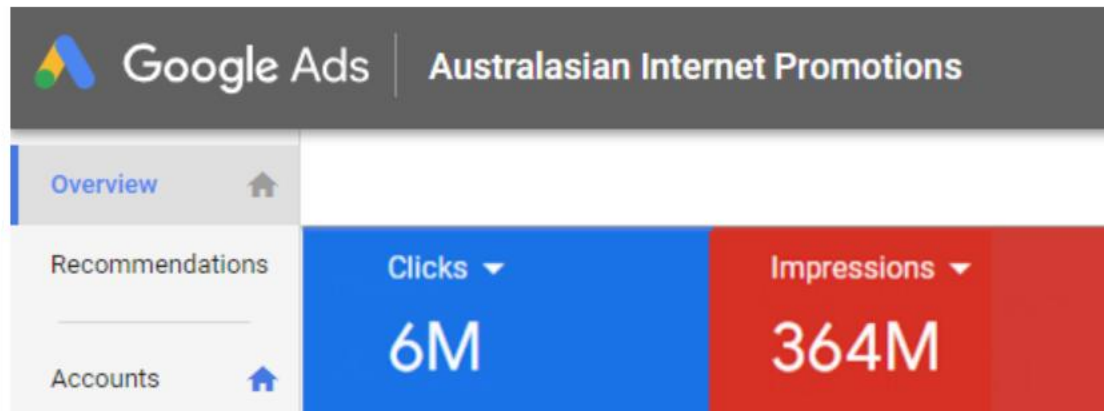 Google Ads Australasian Internet Promotions
Overview
Recommendations
Clicks Impressions
6M 364M
Accounts